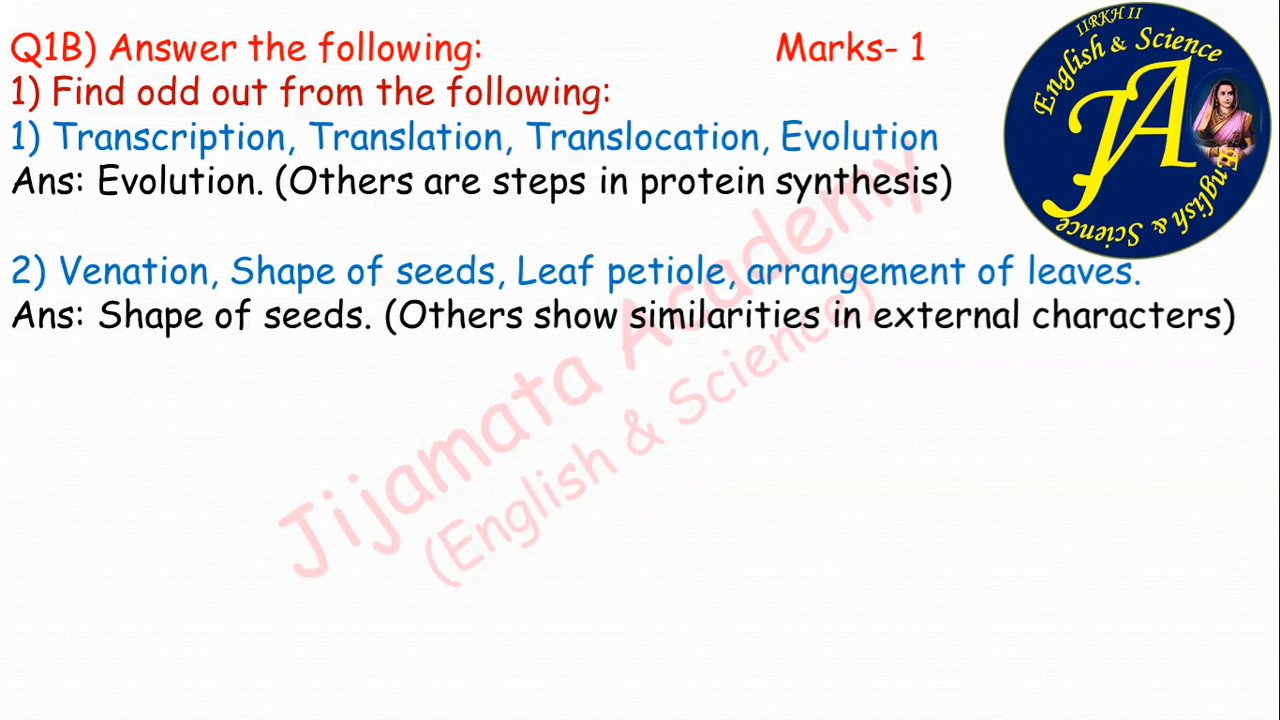 Q1B) Answer the following: Marks- 1
1) Find odd out from the following:
1) Transcription, Translation, Translocation, Evolution
Ans: Evolution. (Others are steps in protein synthesis)
2) Venation, Shape of seeds, Leaf petiole, arrangement of leaves.
Ans: Shape of seeds. (Others show similarities in external characters)
IIRKH II
English & Science
JA
English & Science
Jijamata Academy
(English & Science)